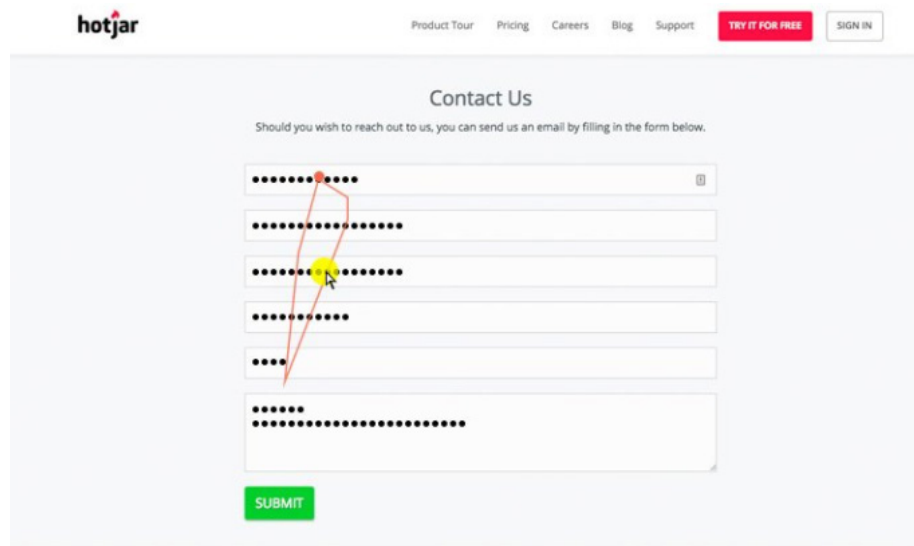 hotjar
Product Tour Pricing Careers Blog Support TRY IT FOR FREE SIGN IN
Contact Us
Should you wish to reach out to us, you can send us an email by filling in the form below.
SUBMIT